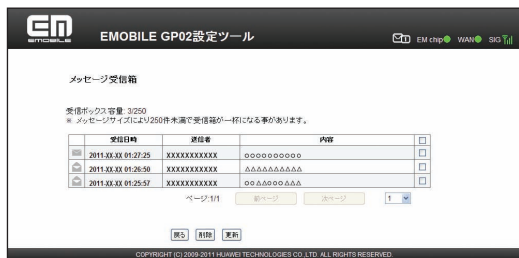 EM
EMOBILE
EMOBILE GP02設定ツール
EM chip WAN SIG
メッセージ受信箱
受信ボックス容量: 3/250
※ メッセージサイズにより250件未満で受信箱が一杯になる事があります。
受信日時 送信者 内容
2011-XX-XX 01:27:25 XXXXXXXXXXX ○○○○○○○○○○
2011-XX-XX 01:26:50 XXXXXXXXXXX △△△△△△△△△△
2011-XX-XX 01:25:57 XXXXXXXXXXX ○○△△○○○△△△
ページ:1/1 前ページ 次ページ 1
戻る 削除 更新
COPYRIGHT (C) 2009-2011 HUAWEI TECHNOLOGIES CO.,LTD. ALL RIGHTS RESERVED.